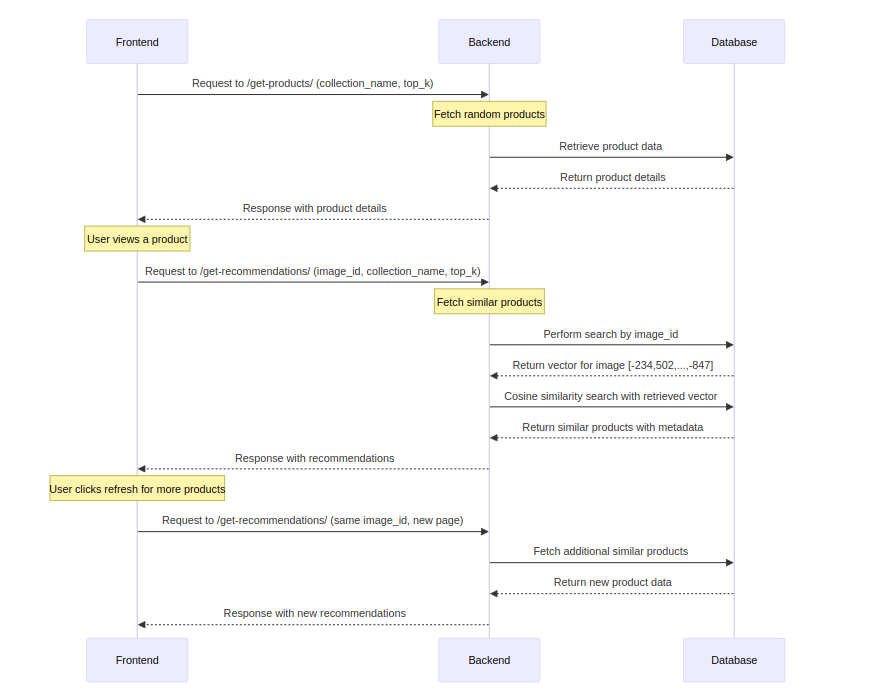 Frontend Backend Database
Request to /get-products/ (collection_name, top_k)
Fetch random products
Retrieve product data
Return product details
Response with product details
User views a product
Request to /get-recommendations/ (image_id, collection_name, top_k)
Fetch similar products
Perform search by image_id
Return vector for image [-234,502,...,-847]
Cosine similarity search with retrieved vector
Return similar products with metadata
Response with recommendations
User clicks refresh for more products
Request to /get-recommendations/ (same image_id, new page)
Fetch additional similar products
Return new product data
Response with new recommendations
Frontend Backend Database